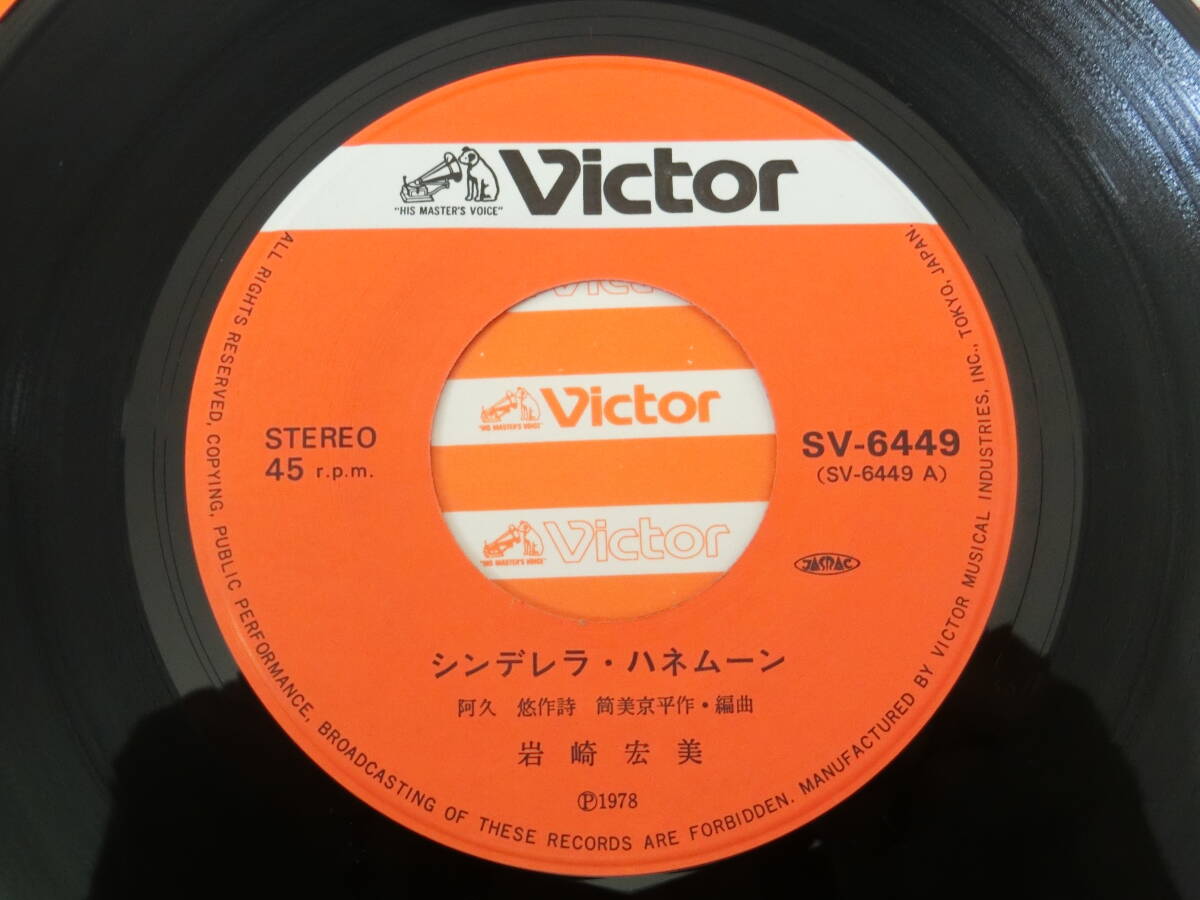 Victor
"HIS MASTER'S VOICE"
Victor
Victor
"HIS MASTER'S VOICE"
STEREO
45 r.p.m.
SV-6449
(SV-6449 A)
Victor
"HIS MASTER'S VOICE"
JASRAC
シンデレラ・ハネムーン
阿久 悠作詩 筒美京平作・編曲
岩崎宏美
Ⓟ1978
ALL RIGHTS RESERVED, COPYING, PUBLIC PERFORMANCE, BROADCASTING OF THESE RECORDS ARE FORBIDDEN. MANUFACTURED BY VICTOR MUSICAL INDUSTRIES, INC., TOKYO, JAPAN.